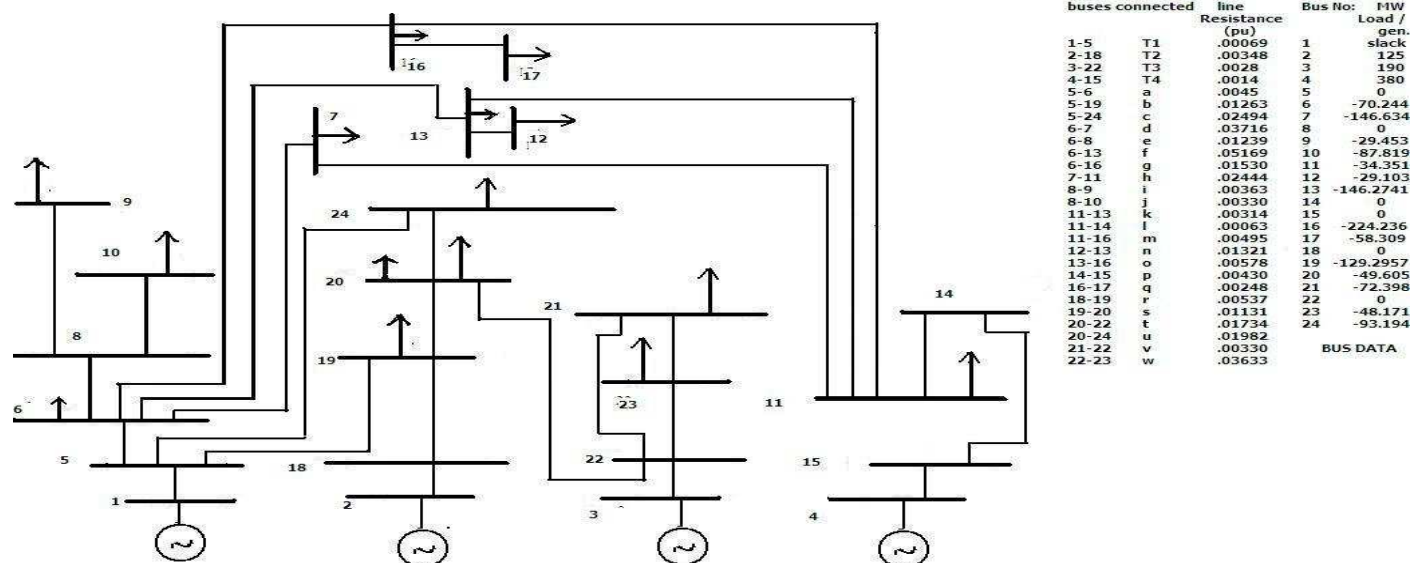 16
17
7
13
12
9
24
10
20
21
14
8
19
23
11
6
5
18
22
15
1
2
3
4
buses connected line Bus No: MW
Resistance Load /
(pu) gen.
1-5 T1 .00069 1 slack
2-18 T2 .00348 2 125
3-22 T3 .0028 3 190
4-15 T4 .0014 4 380
5-6 a .0045 5 0
5-19 b .01263 6 -70.244
5-24 c .02494 7 -146.634
6-7 d .03716 8 0
6-8 e .01239 9 -29.453
6-13 f .05169 10 -87.819
6-16 g .01530 11 -34.351
7-11 h .02444 12 -29.103
8-9 i .00363 13 -146.2741
8-10 j .00330 14 0
11-13 k .00314 15 0
11-14 l .00063 16 -224.236
11-16 m .00495 17 -58.309
12-13 n .01321 18 0
13-16 o .00578 19 -129.2957
14-15 p .00430 20 -49.605
16-17 q .00248 21 -72.398
18-19 r .00537 22 0
19-20 s .01131 23 -48.171
20-22 t .01734 24 -93.194
20-24 u .01982
21-22 v .00330 BUS DATA
22-23 w .03633